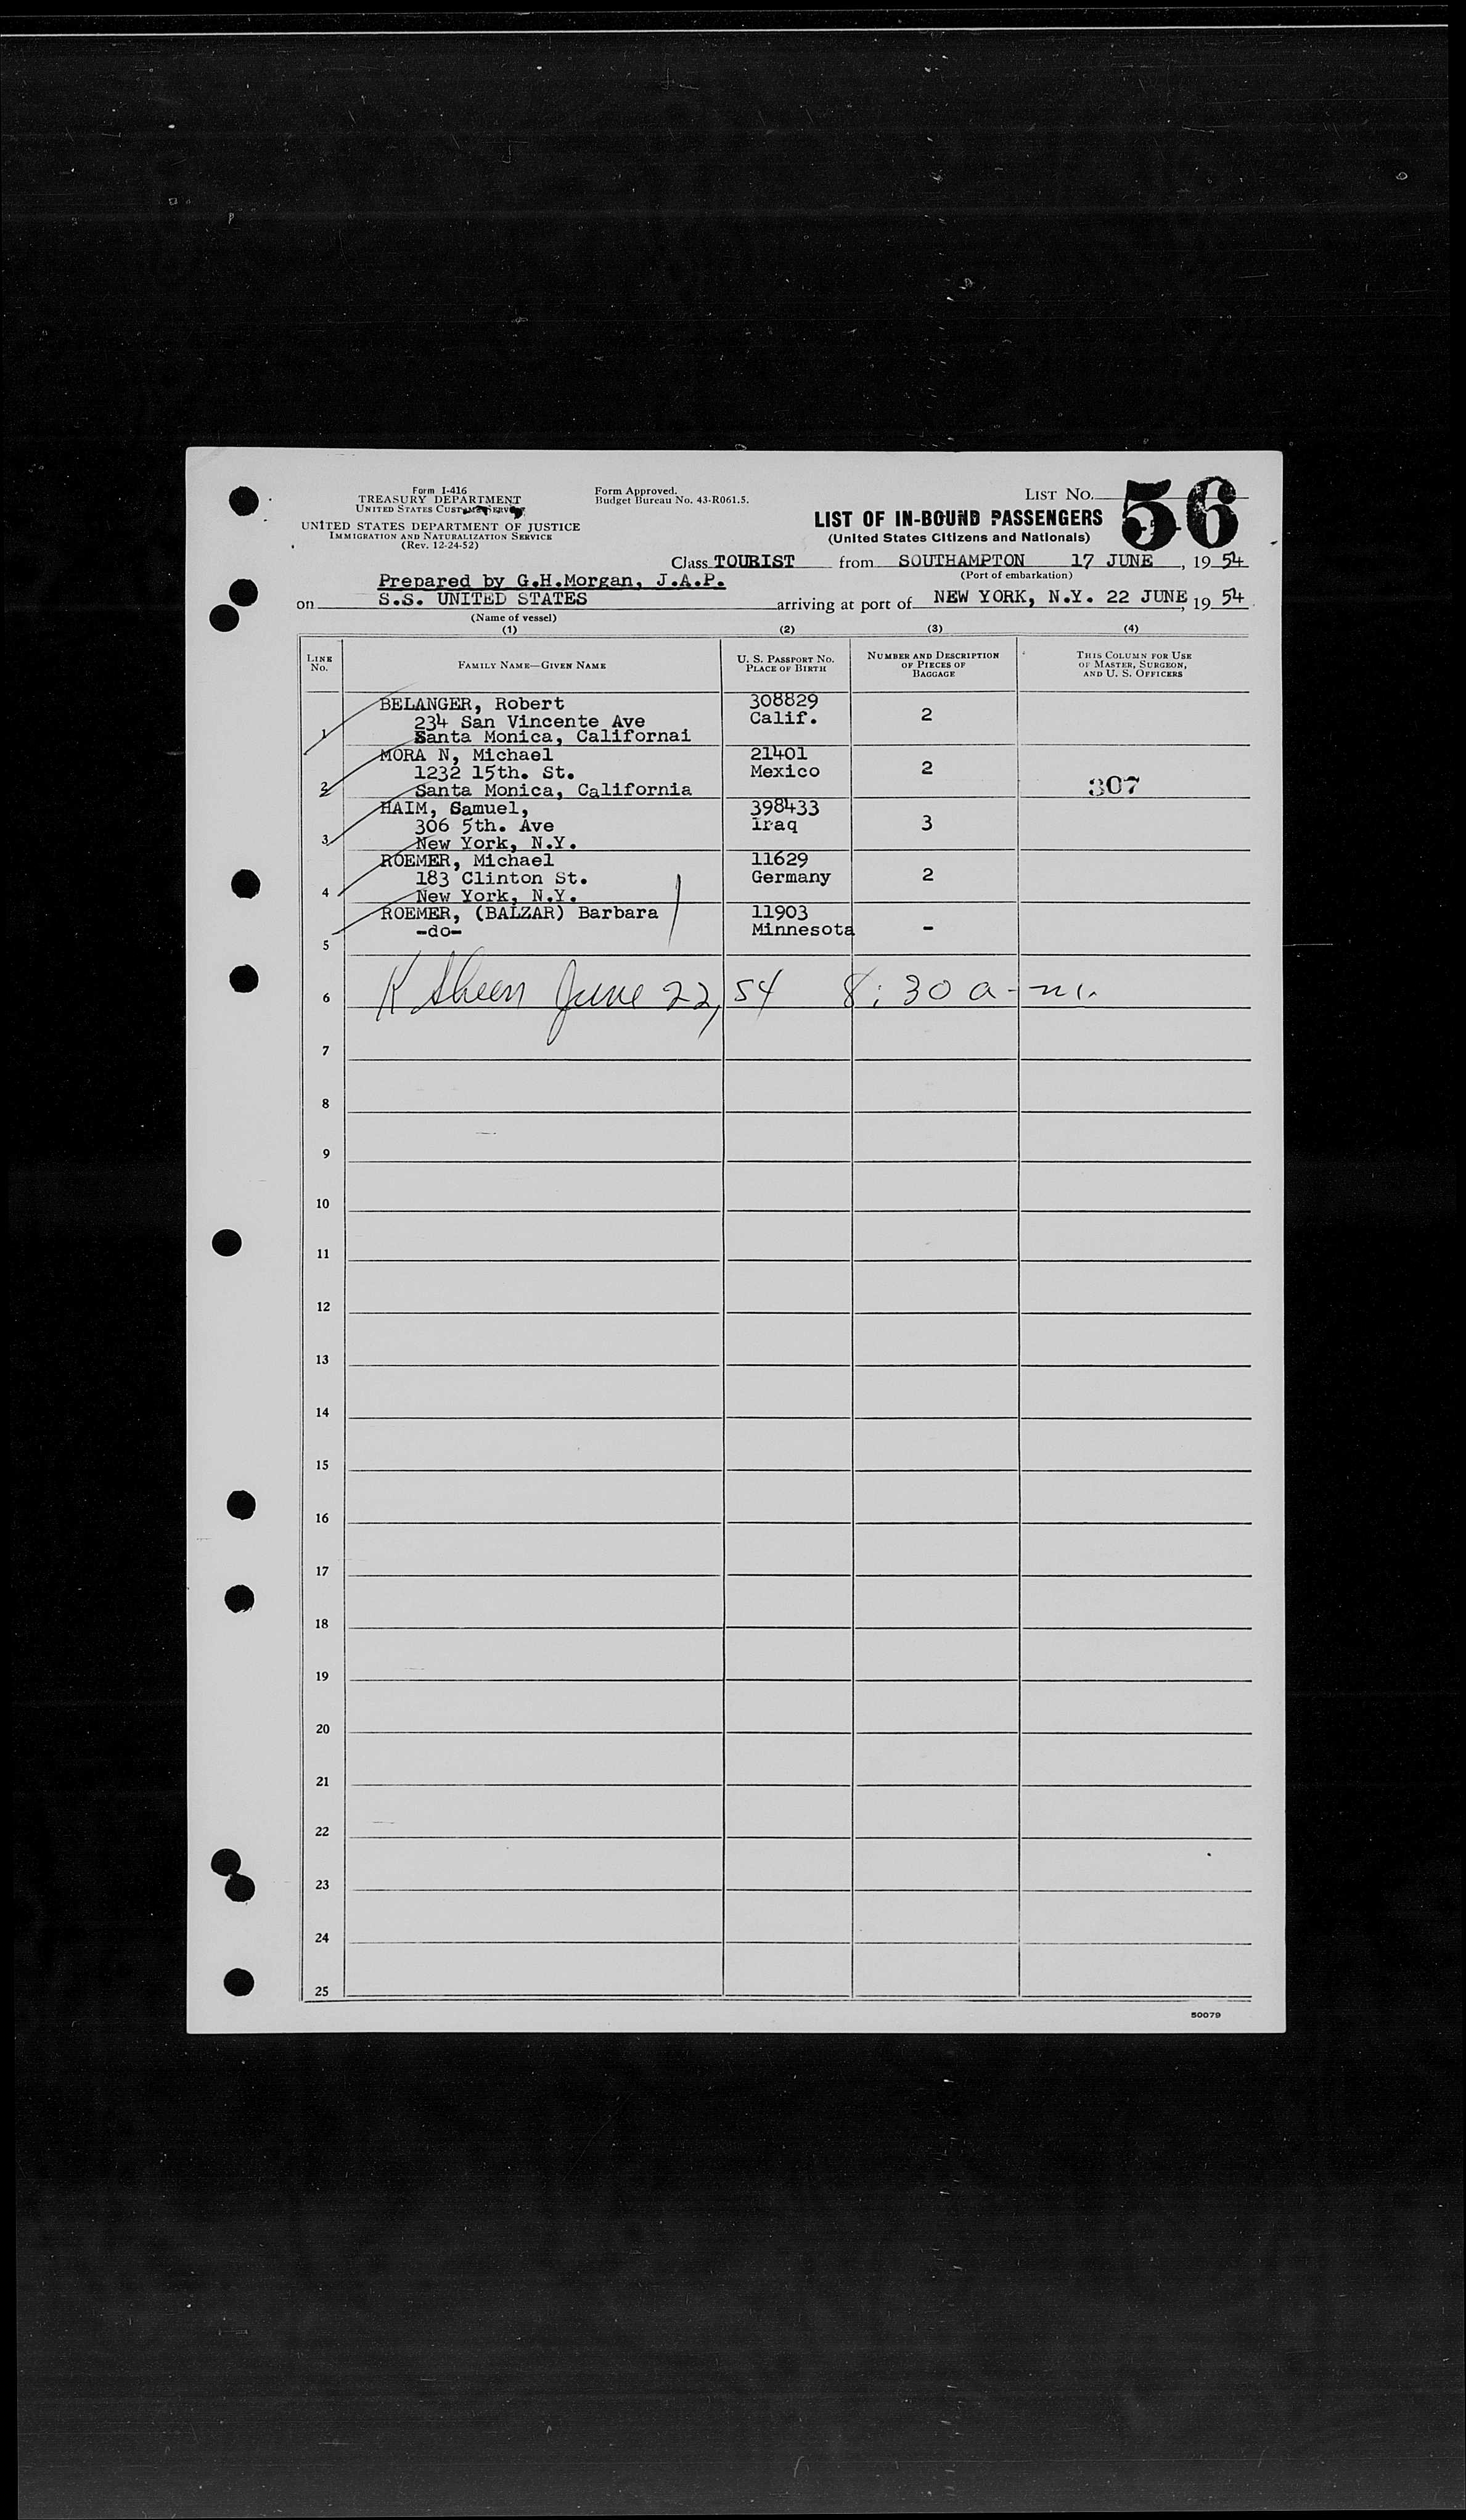 Form I-416
TREASURY DEPARTMENT
UNITED STATES CUSTOMS SERVICE
UNITED STATES DEPARTMENT OF JUSTICE
IMMIGRATION AND NATURALIZATION SERVICE
(Rev. 12-24-52)
Form Approved.
Budget Bureau No. 43-R061.5.
LIST No. 56
LIST OF IN-BOUND PASSENGERS
(United States Citizens and Nationals)
Class TOURIST from SOUTHAMPTON 17 JUNE, 19 54
(Port of embarkation)
Prepared by G.H.Morgan, J.A.P.
on S.S. UNITED STATES arriving at port of NEW YORK, N.Y. 22 JUNE, 19 54
(Name of vessel)
(1) (2) (3) (4)
LINE No. FAMILY NAME—GIVEN NAME U. S. PASSPORT No. PLACE OF BIRTH NUMBER AND DESCRIPTION OF PIECES OF BAGGAGE THIS COLUMN FOR USE OF MASTER, SURGEON, AND U. S. OFFICERS
BELANGER, Robert 308829
234 San Vincente Ave Calif. 2
1 Santa Monica, Californai
MORA N, Michael 21401
1232 15th. St. Mexico 2
2 Santa Monica, California 307
HAIM, Samuel, 398433
306 5th. Ave Iraq 3
3 New York, N.Y.
ROEMER, Michael 11629
183 Clinton St. Germany 2
4 New York, N.Y.
ROEMER, (BALZAR) Barbara 11903
-do- Minnesota -
5
6 K Sheen June 22, 54 8:30 a.m.
7
8
9
10
11
12
13
14
15
16
17
18
19
20
21
22
23
24
25
50079